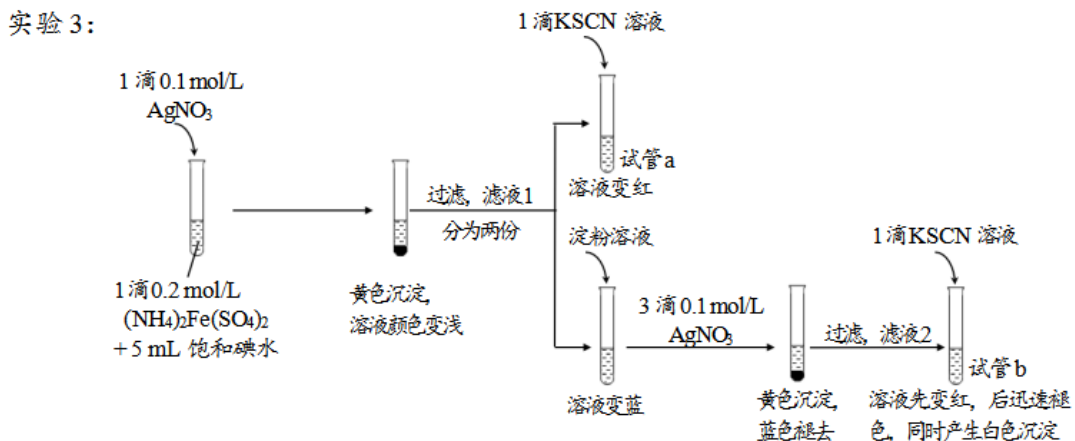 实验 3：
1 滴 0.1 mol/L
AgNO₃
1 滴 0.2 mol/L
(NH₄)₂Fe(SO₄)₂
+ 5 mL 饱和碘水
黄色沉淀，
溶液颜色变浅
过滤，滤液1
分为两份
1 滴KSCN 溶液
试管 a
溶液变红
淀粉溶液
溶液变蓝
3 滴 0.1 mol/L
AgNO₃
黄色沉淀，
蓝色褪去
过滤，滤液2
1 滴KSCN 溶液
试管 b
溶液先变红，后迅速褪
色，同时产生白色沉淀